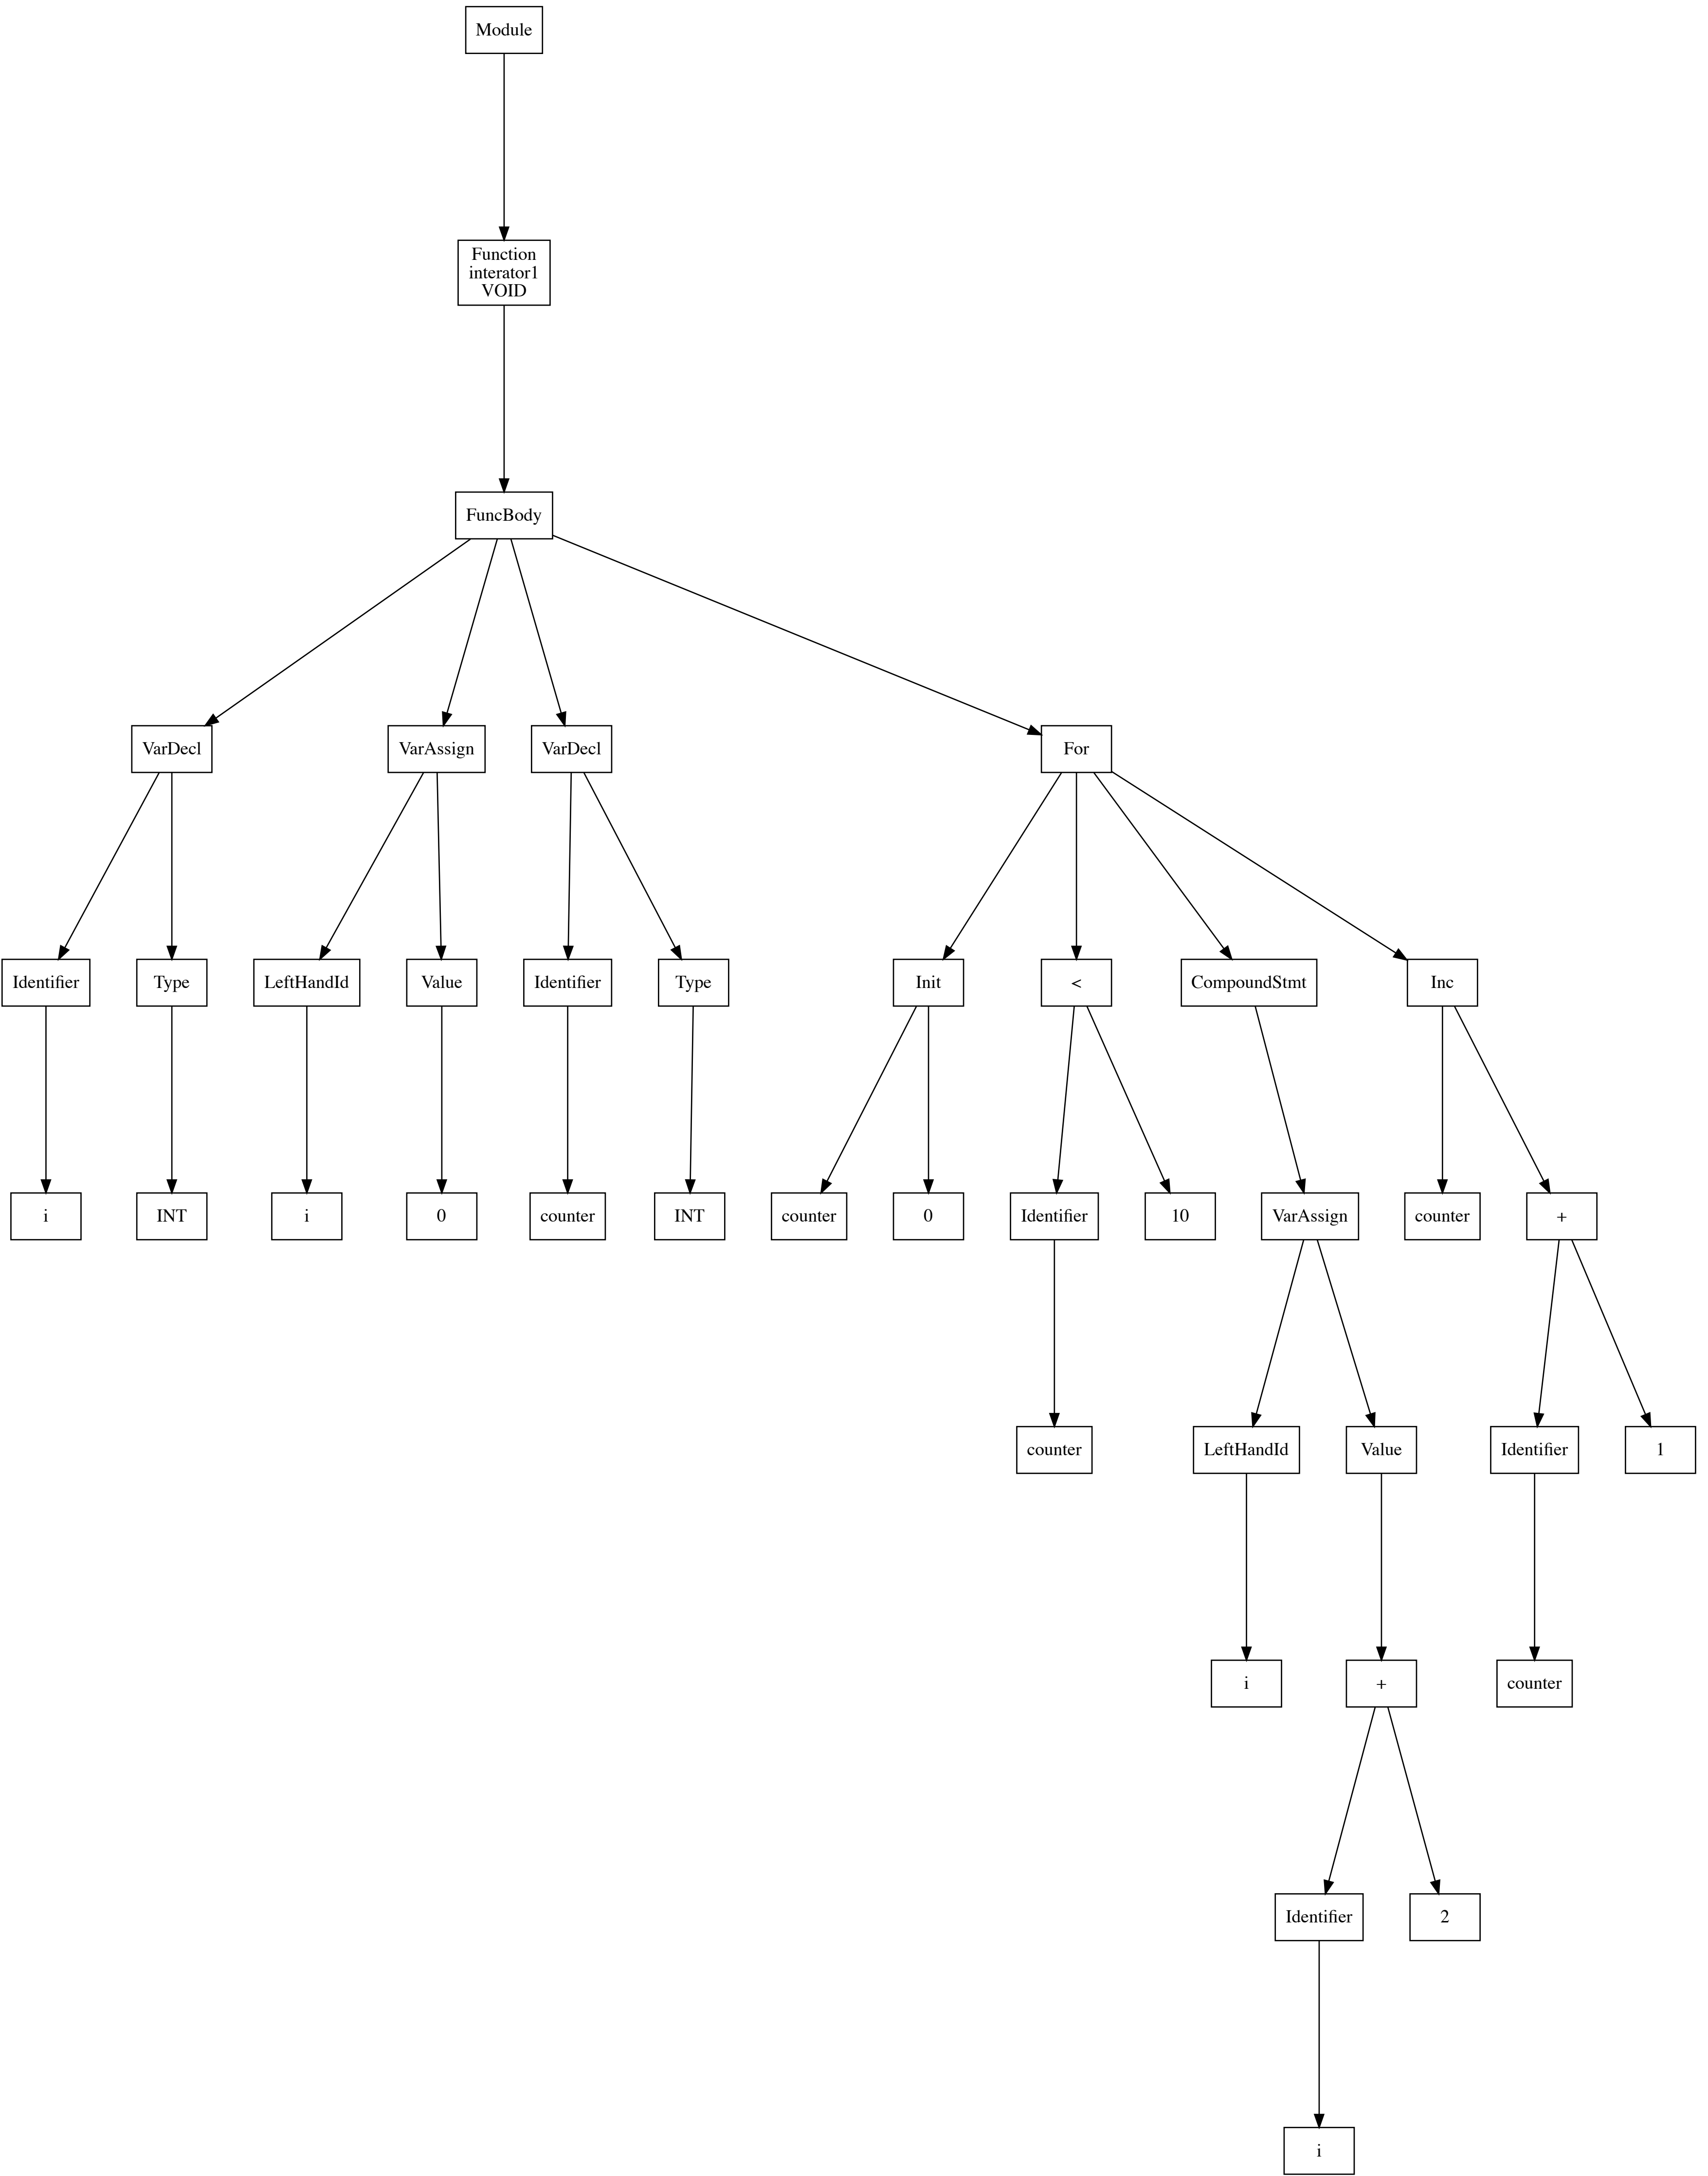 Module
Function
interator1
VOID
FuncBody
VarDecl
VarAssign
VarDecl
For
Identifier
Type
LeftHandId
Value
Identifier
Type
Init
<
CompoundStmt
Inc
i
INT
i
0
counter
INT
counter
0
Identifier
10
VarAssign
counter
+
counter
LeftHandId
Value
Identifier
1
i
+
counter
Identifier
2
i